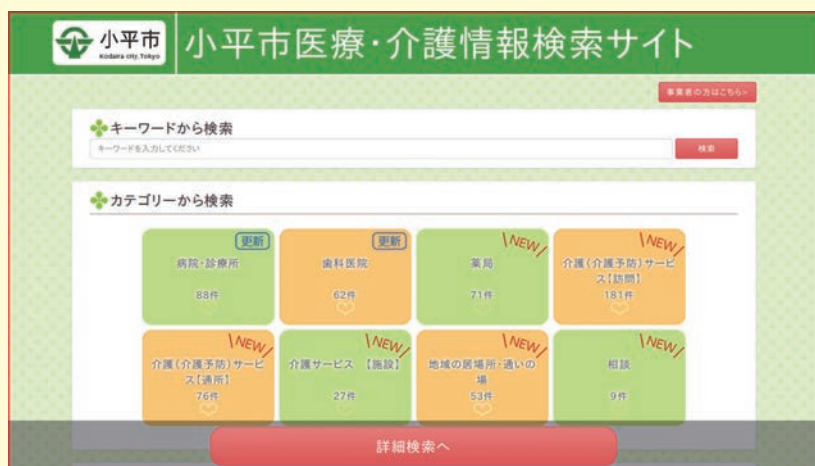 小平市
Kodaira city, Tokyo
小平市医療・介護情報検索サイト
事業者の方はこちら>
キーワードから検索
キーワードを入力してください
検索
カテゴリーから検索
更新
病院・診療所
88件
更新
歯科医院
62件
NEW
薬局
71件
NEW
介護(介護予防)サービ
ス【訪問】
181件
NEW
介護(介護予防)サービ
ス【通所】
76件
NEW
介護サービス 【施設】
27件
NEW
地域の居場所・通いの
場
53件
NEW
相談
9件
詳細検索へ